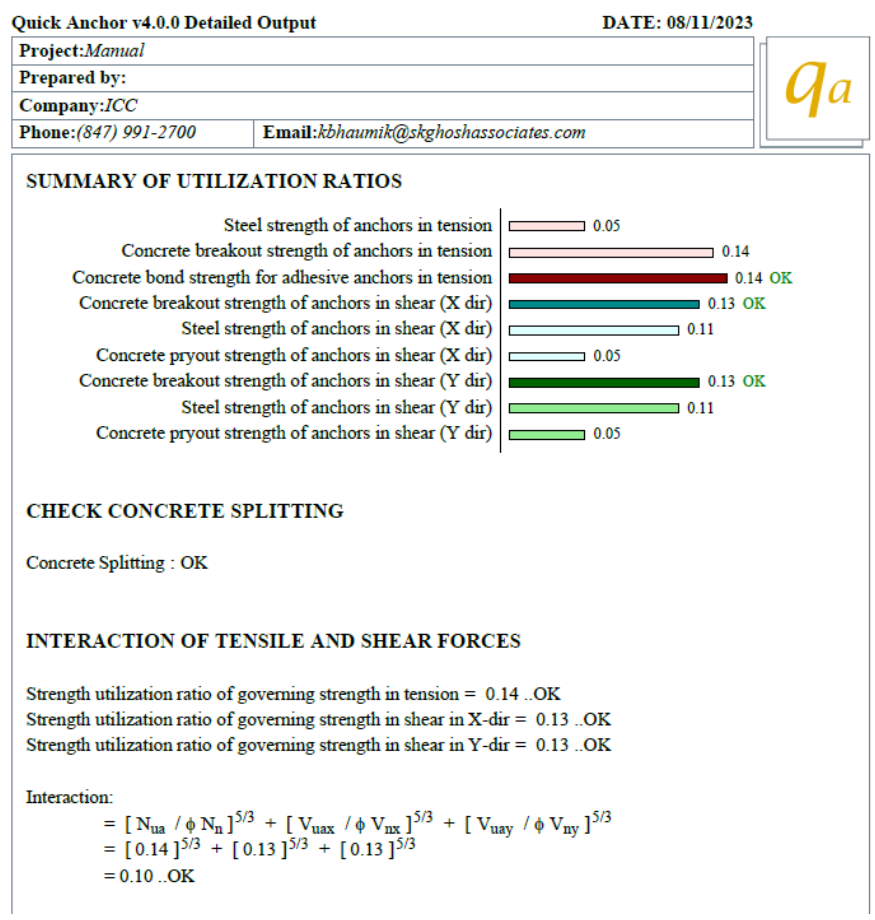 Quick Anchor v4.0.0 Detailed Output DATE: 08/11/2023
Project:Manual
Prepared by:
Company:ICC
Phone:(847) 991-2700 Email:kbhaumik@skghoshassociates.com
qa
SUMMARY OF UTILIZATION RATIOS
Steel strength of anchors in tension 0.05
Concrete breakout strength of anchors in tension 0.14
Concrete bond strength for adhesive anchors in tension 0.14 OK
Concrete breakout strength of anchors in shear (X dir) 0.13 OK
Steel strength of anchors in shear (X dir) 0.11
Concrete pryout strength of anchors in shear (X dir) 0.05
Concrete breakout strength of anchors in shear (Y dir) 0.13 OK
Steel strength of anchors in shear (Y dir) 0.11
Concrete pryout strength of anchors in shear (Y dir) 0.05
CHECK CONCRETE SPLITTING
Concrete Splitting : OK
INTERACTION OF TENSILE AND SHEAR FORCES
Strength utilization ratio of governing strength in tension = 0.14 ..OK
Strength utilization ratio of governing strength in shear in X-dir = 0.13 ..OK
Strength utilization ratio of governing strength in shear in Y-dir = 0.13 ..OK
Interaction:
= [ Nua / ϕ Nn ]5/3 + [ Vuax / ϕ Vnx ]5/3 + [ Vuay / ϕ Vny ]5/3
= [ 0.14 ]5/3 + [ 0.13 ]5/3 + [ 0.13 ]5/3
= 0.10 ..OK